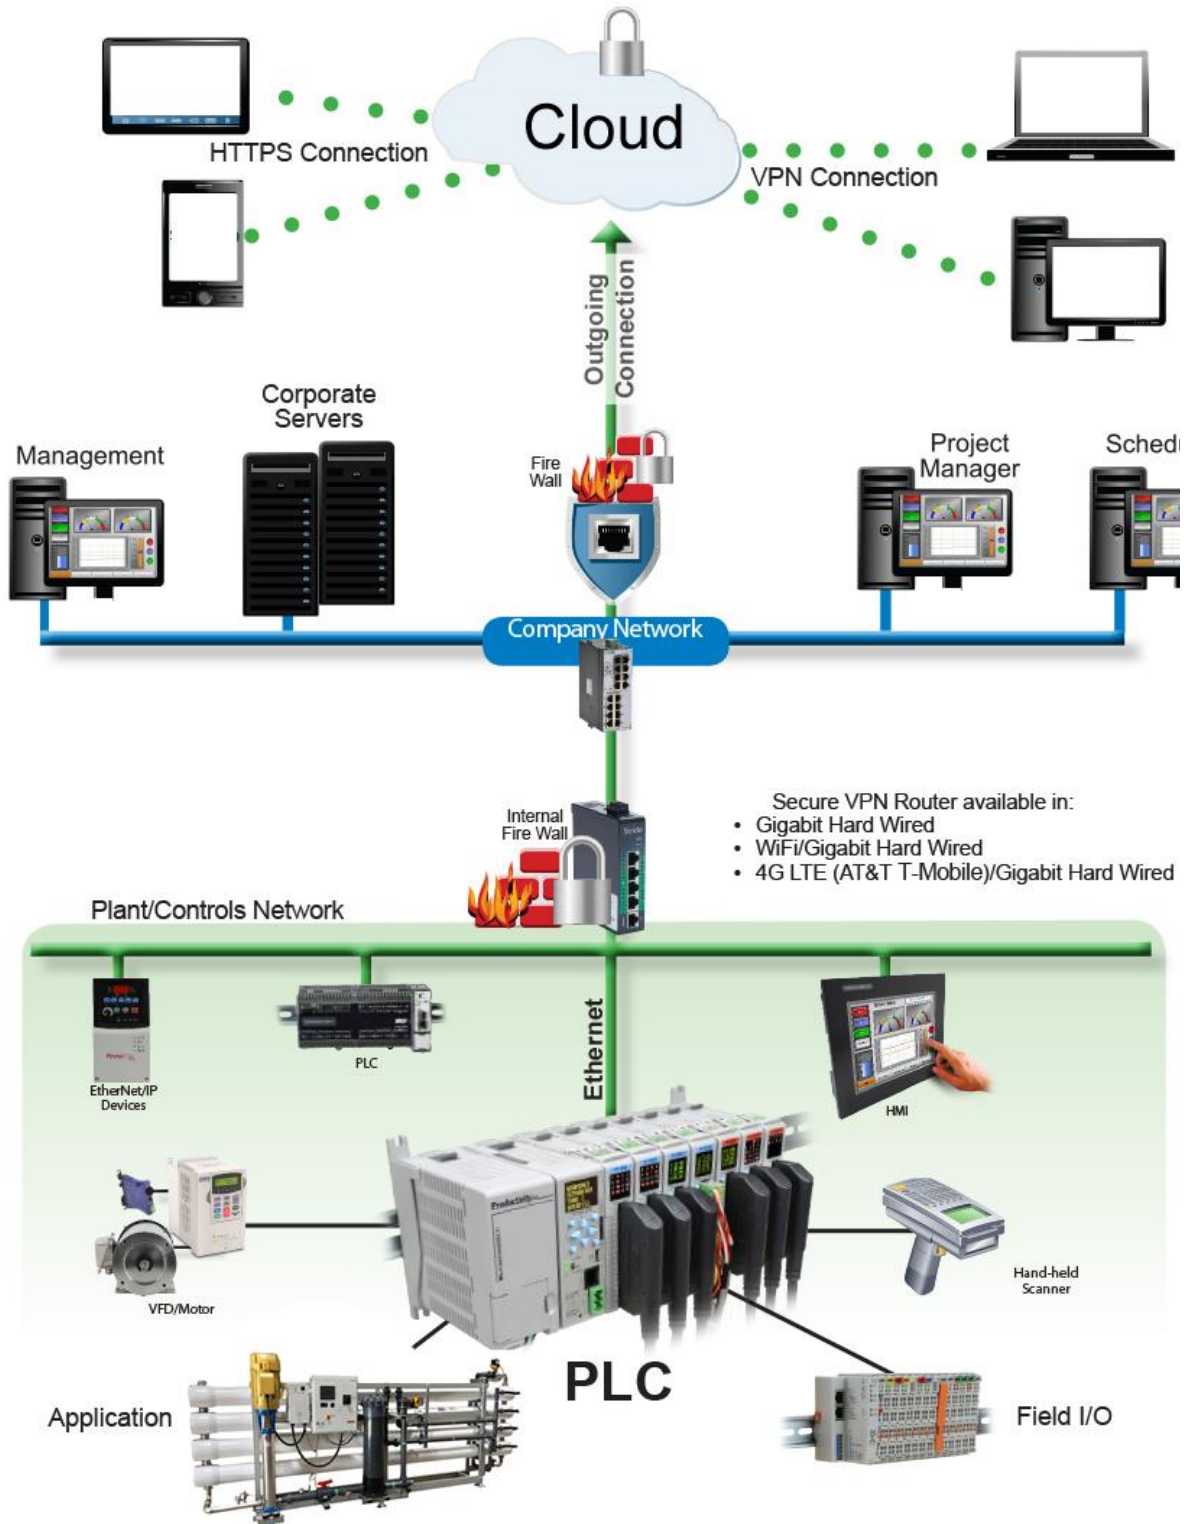 Cloud
HTTPS Connection
VPN Connection
Outgoing
Connection
Corporate
Servers
Management
Fire
Wall
Project
Manager
Schedu
Company Network
Internal
Fire Wall
Secure VPN Router available in:
• Gigabit Hard Wired
• WiFi/Gigabit Hard Wired
• 4G LTE (AT&T T-Mobile)/Gigabit Hard Wired
Plant/Controls Network
EtherNet/IP
Devices
PLC
Ethernet
HMI
Productivity
VFD/Motor
Hand-held
Scanner
PLC
Application
Field I/O